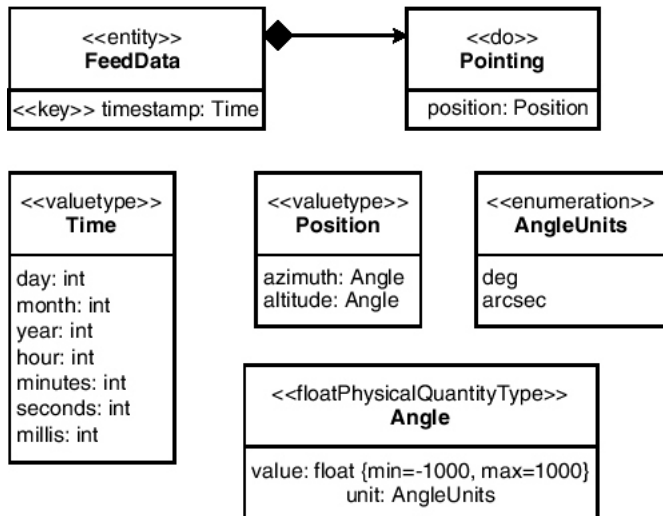 <<entity>>
FeedData
<<key>> timestamp: Time
<<do>>
Pointing
position: Position
<<valuetype>>
Time
day: int
month: int
year: int
hour: int
minutes: int
seconds: int
millis: int
<<valuetype>>
Position
azimuth: Angle
altitude: Angle
<<enumeration>>
AngleUnits
deg
arcsec
<<floatPhysicalQuantityType>>
Angle
value: float {min=-1000, max=1000}
unit: AngleUnits